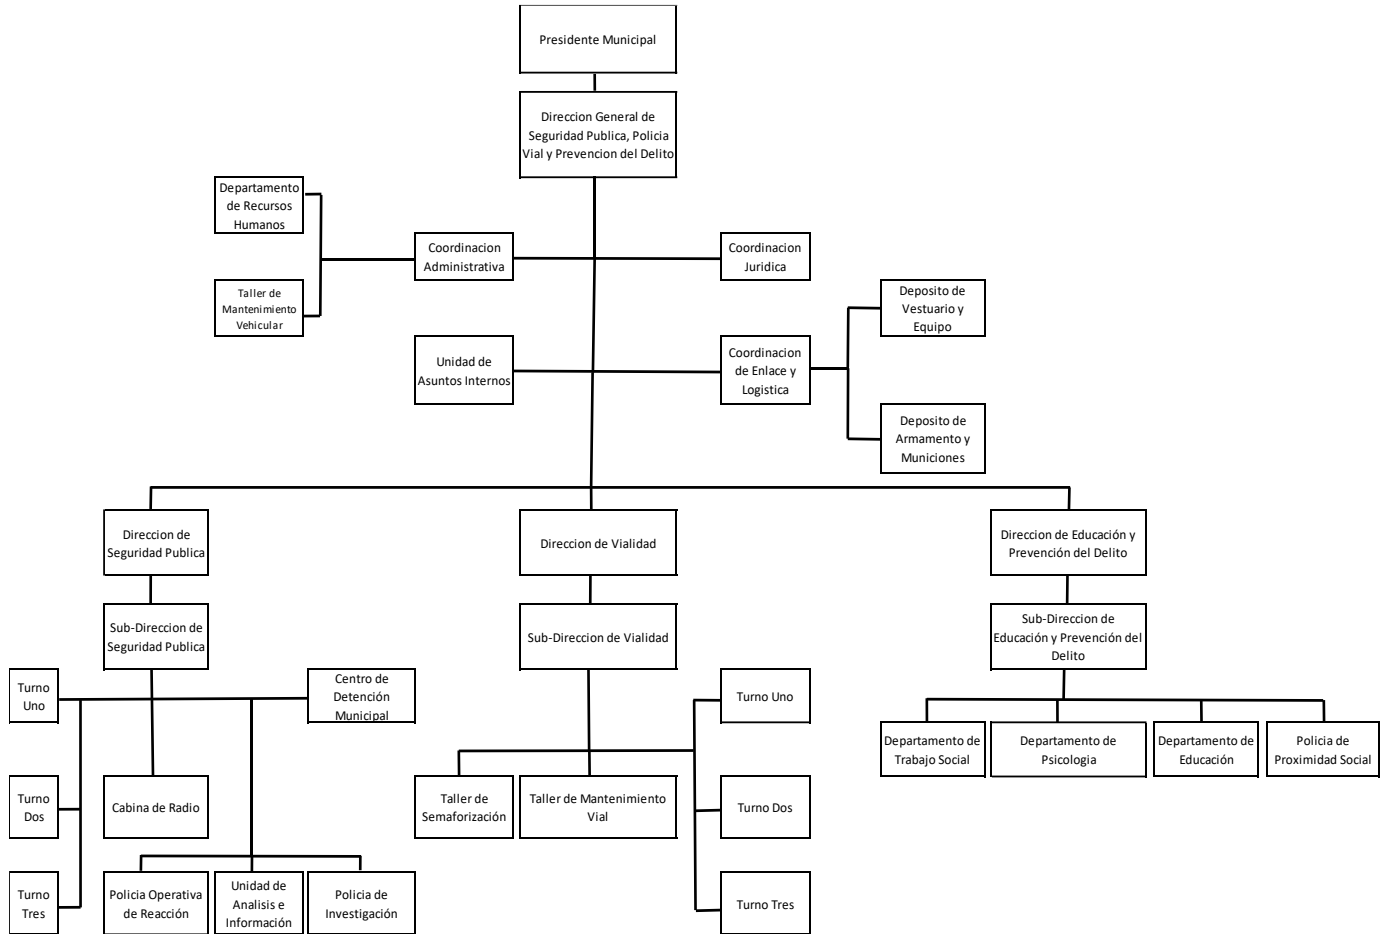 Presidente Municipal
Direccion General de
Seguridad Publica, Policia
Vial y Prevencion del Delito
Departamento
de Recursos
Humanos
Coordinacion
Administrativa
Coordinacion
Juridica
Taller de
Mantenimiento
Vehicular
Deposito de
Vestuario y
Equipo
Unidad de
Asuntos Internos
Coordinacion
de Enlace y
Logistica
Deposito de
Armamento y
Municiones
Direccion de
Seguridad Publica
Direccion de Vialidad
Direccion de Educación y
Prevención del Delito
Sub-Direccion de
Seguridad Publica
Sub-Direccion de Vialidad
Sub-Direccion de
Educación y Prevención del
Delito
Turno
Uno
Centro de
Detención
Municipal
Turno Uno
Departamento de
Trabajo Social
Departamento de
Psicologia
Departamento de
Educación
Policia de
Proximidad Social
Turno
Dos
Cabina de Radio
Taller de
Semaforización
Taller de Mantenimiento
Vial
Turno Dos
Turno
Tres
Policia Operativa
de Reacción
Unidad de
Analisis e
Información
Policia de
Investigación
Turno Tres